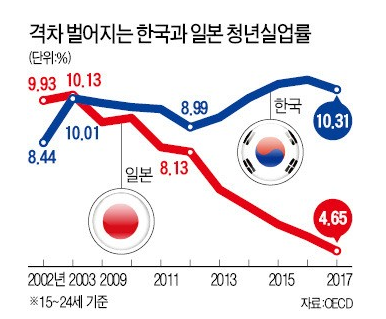 격차 벌어지는 한국과 일본 청년실업률
(단위:%)
9.93 10.13
8.99
한국
10.31
8.44
10.01
일본
8.13
4.65
2002년 2003 2009 2011 2012 2015 2017
※15~24세 기준
자료:OECD